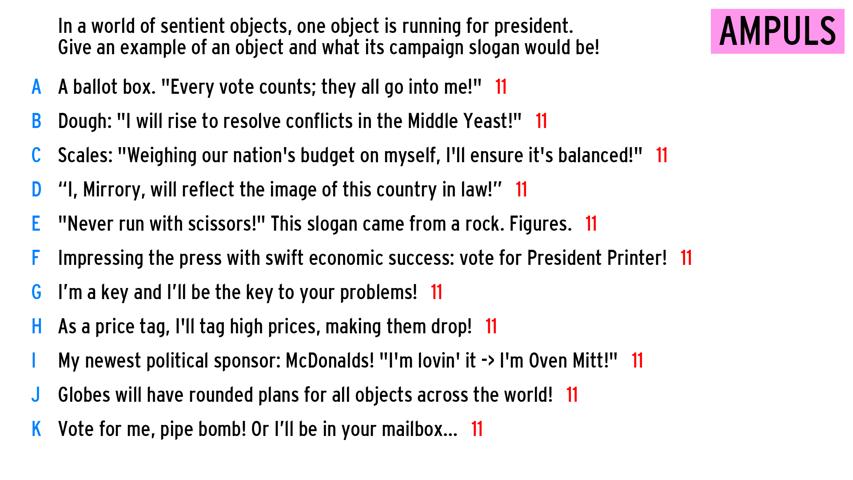 In a world of sentient objects, one object is running for president.
Give an example of an object and what its campaign slogan would be!
AMPULS
A A ballot box. "Every vote counts; they all go into me!" 11
B Dough: "I will rise to resolve conflicts in the Middle Yeast!" 11
C Scales: "Weighing our nation's budget on myself, I'll ensure it's balanced!" 11
D “I, Mirrory, will reflect the image of this country in law!” 11
E "Never run with scissors!" This slogan came from a rock. Figures. 11
F Impressing the press with swift economic success: vote for President Printer! 11
G I’m a key and I’ll be the key to your problems! 11
H As a price tag, I'll tag high prices, making them drop! 11
I My newest political sponsor: McDonalds! "I'm lovin' it -> I'm Oven Mitt!" 11
J Globes will have rounded plans for all objects across the world! 11
K Vote for me, pipe bomb! Or I’ll be in your mailbox... 11